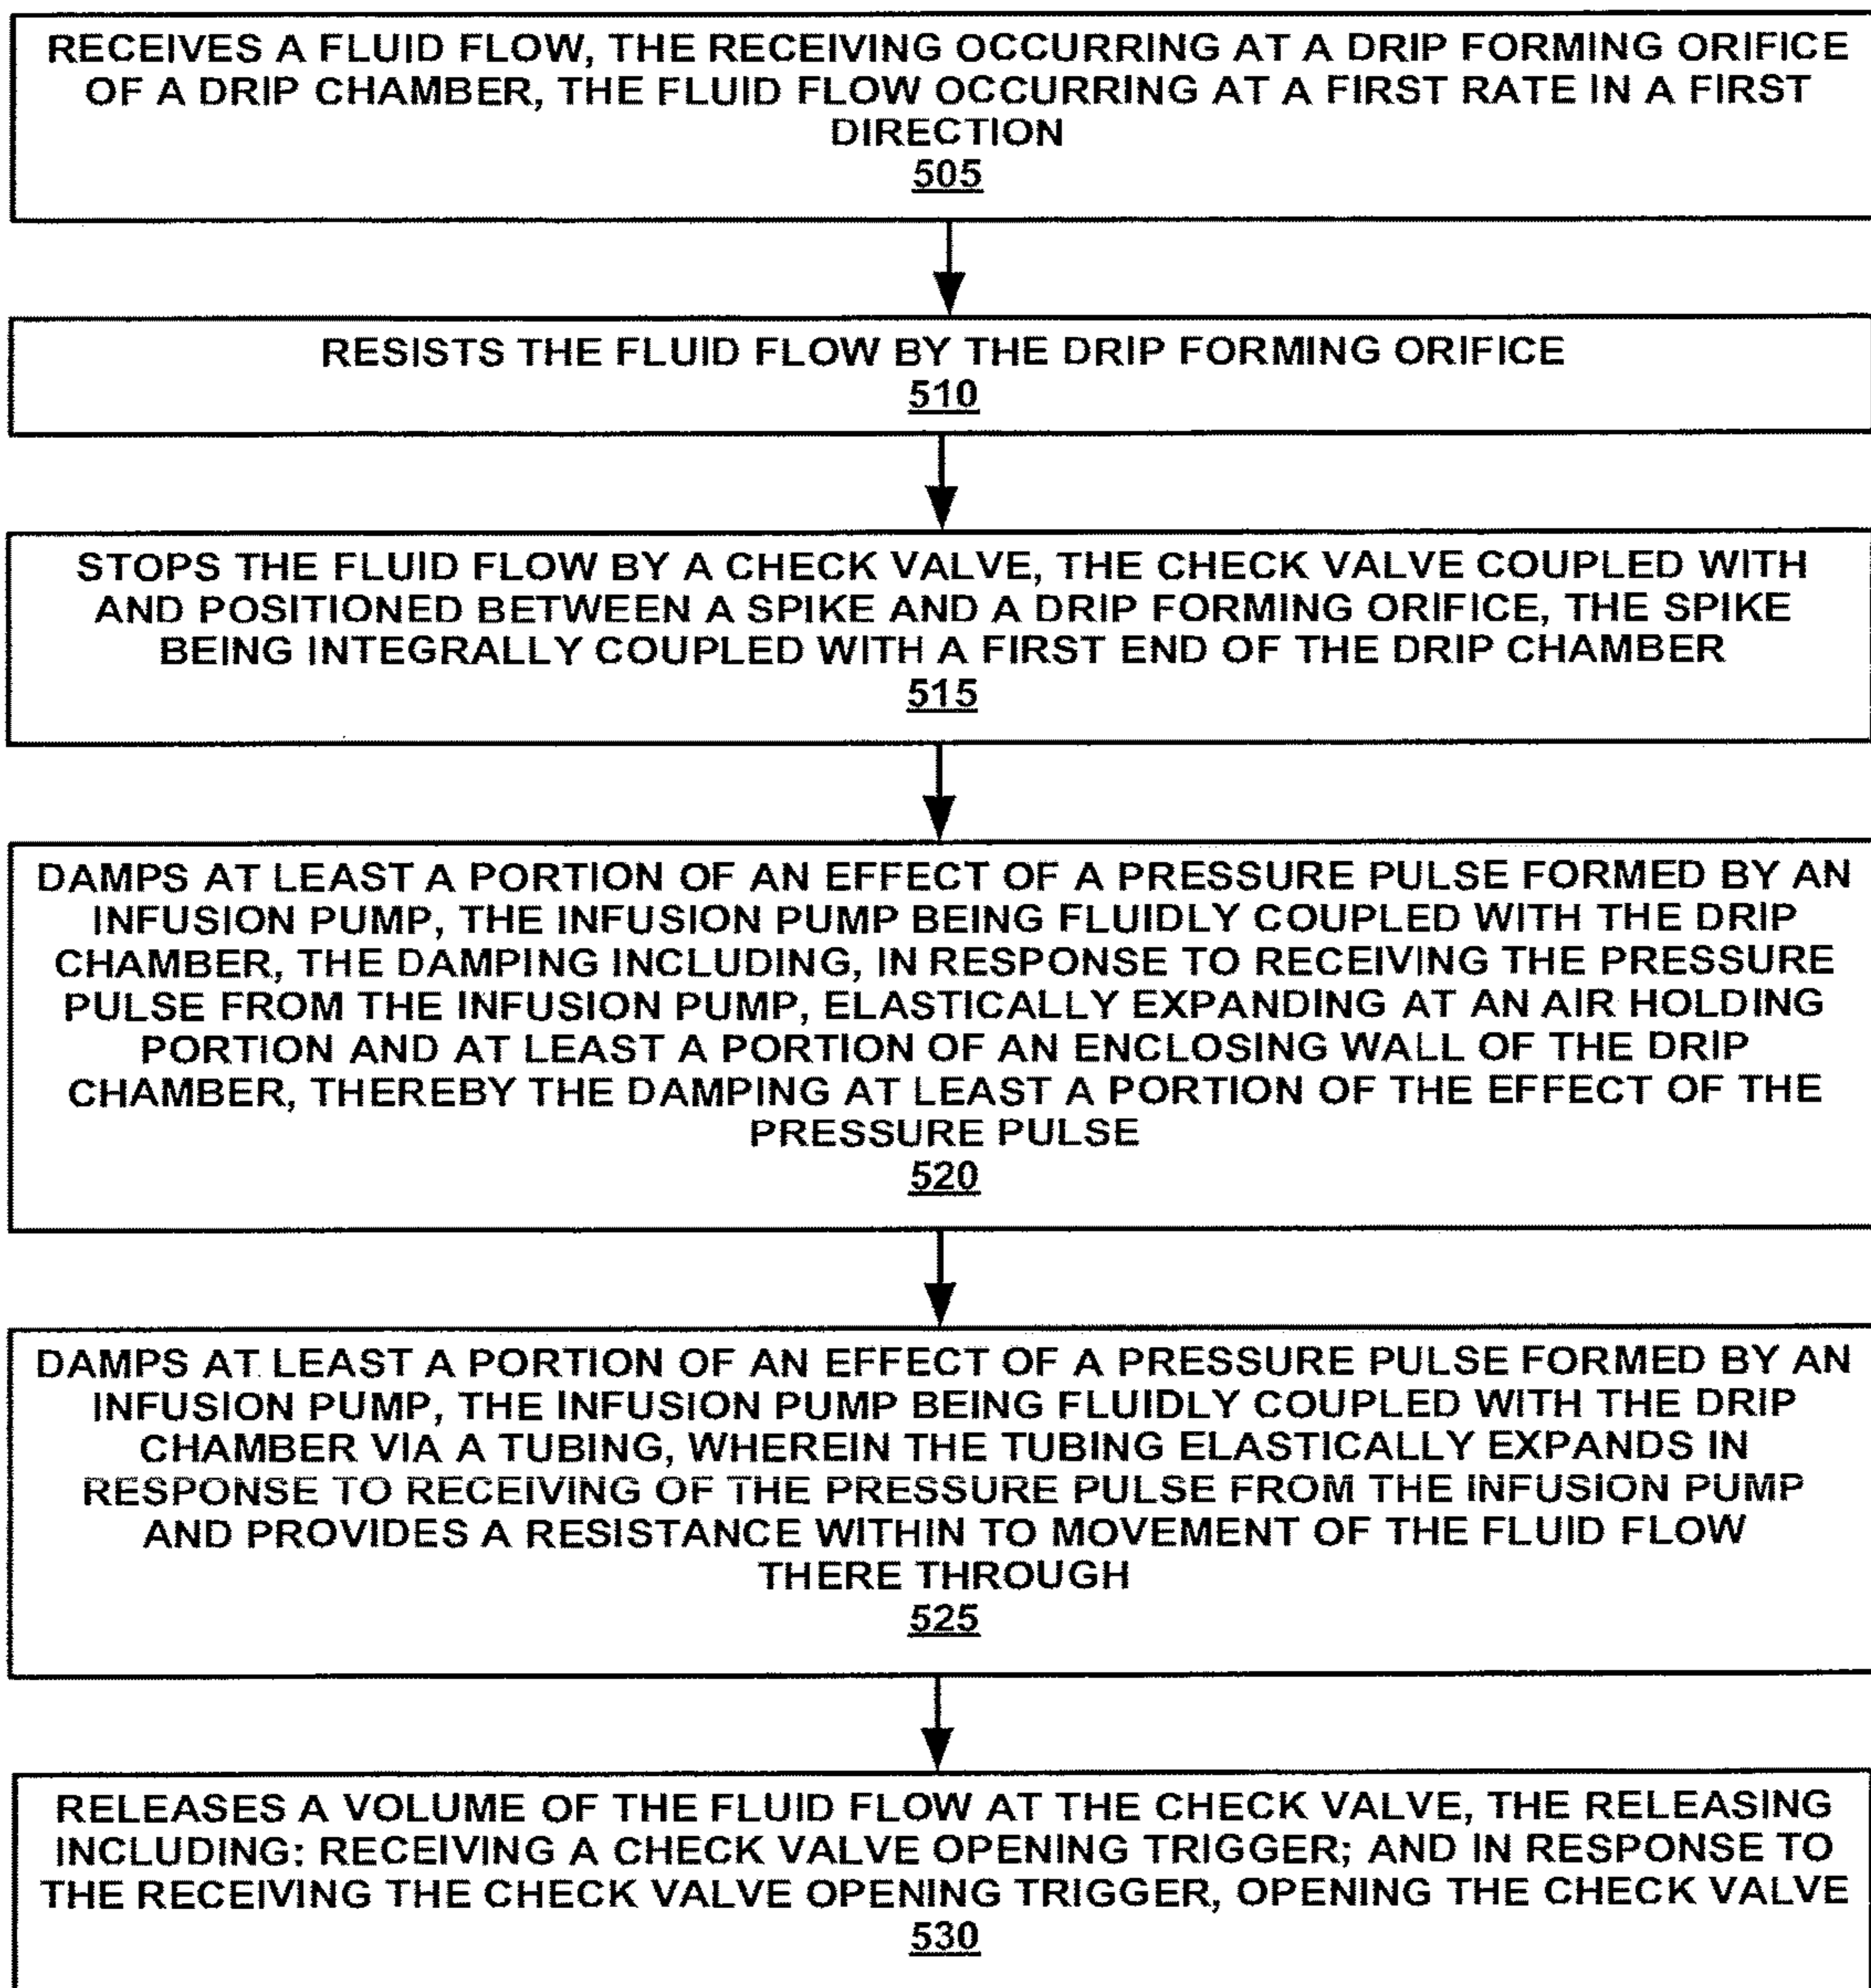 RECEIVES A FLUID FLOW, THE RECEIVING OCCURRING AT A DRIP FORMING ORIFICE
OF A DRIP CHAMBER, THE FLUID FLOW OCCURRING AT A FIRST RATE IN A FIRST
DIRECTION
505
RESISTS THE FLUID FLOW BY THE DRIP FORMING ORIFICE
510
STOPS THE FLUID FLOW BY A CHECK VALVE, THE CHECK VALVE COUPLED WITH
AND POSITIONED BETWEEN A SPIKE AND A DRIP FORMING ORIFICE, THE SPIKE
BEING INTEGRALLY COUPLED WITH A FIRST END OF THE DRIP CHAMBER
515
DAMPS AT LEAST A PORTION OF AN EFFECT OF A PRESSURE PULSE FORMED BY AN
INFUSION PUMP, THE INFUSION PUMP BEING FLUIDLY COUPLED WITH THE DRIP
CHAMBER, THE DAMPING INCLUDING, IN RESPONSE TO RECEIVING THE PRESSURE
PULSE FROM THE INFUSION PUMP, ELASTICALLY EXPANDING AT AN AIR HOLDING
PORTION AND AT LEAST A PORTION OF AN ENCLOSING WALL OF THE DRIP
CHAMBER, THEREBY THE DAMPING AT LEAST A PORTION OF THE EFFECT OF THE
PRESSURE PULSE
520
DAMPS AT LEAST A PORTION OF AN EFFECT OF A PRESSURE PULSE FORMED BY AN
INFUSION PUMP, THE INFUSION PUMP BEING FLUIDLY COUPLED WITH THE DRIP
CHAMBER VIA A TUBING, WHEREIN THE TUBING ELASTICALLY EXPANDS IN
RESPONSE TO RECEIVING OF THE PRESSURE PULSE FROM THE INFUSION PUMP
AND PROVIDES A RESISTANCE WITHIN TO MOVEMENT OF THE FLUID FLOW
THERE THROUGH
525
RELEASES A VOLUME OF THE FLUID FLOW AT THE CHECK VALVE, THE RELEASING
INCLUDING: RECEIVING A CHECK VALVE OPENING TRIGGER; AND IN RESPONSE TO
THE RECEIVING THE CHECK VALVE OPENING TRIGGER, OPENING THE CHECK VALVE
530